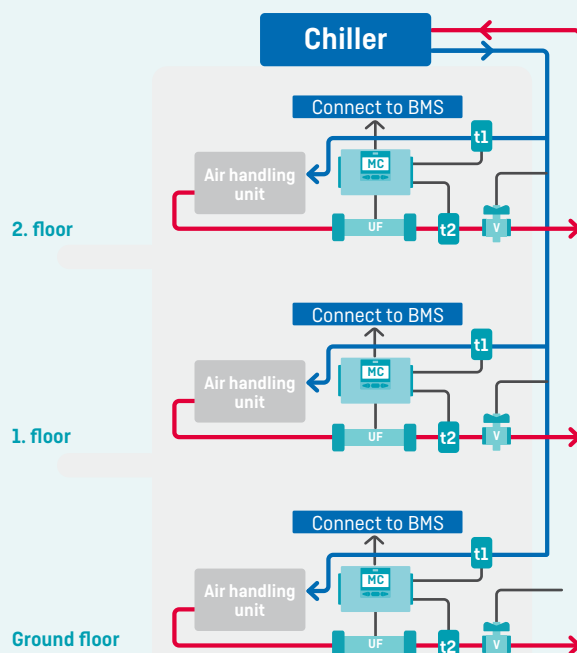 Chiller
Connect to BMS
t1
MC
Air handling
unit
UF
t2
V
2. floor
Connect to BMS
t1
MC
Air handling
unit
UF
t2
V
1. floor
Connect to BMS
t1
MC
Air handling
unit
UF
t2
V
Ground floor